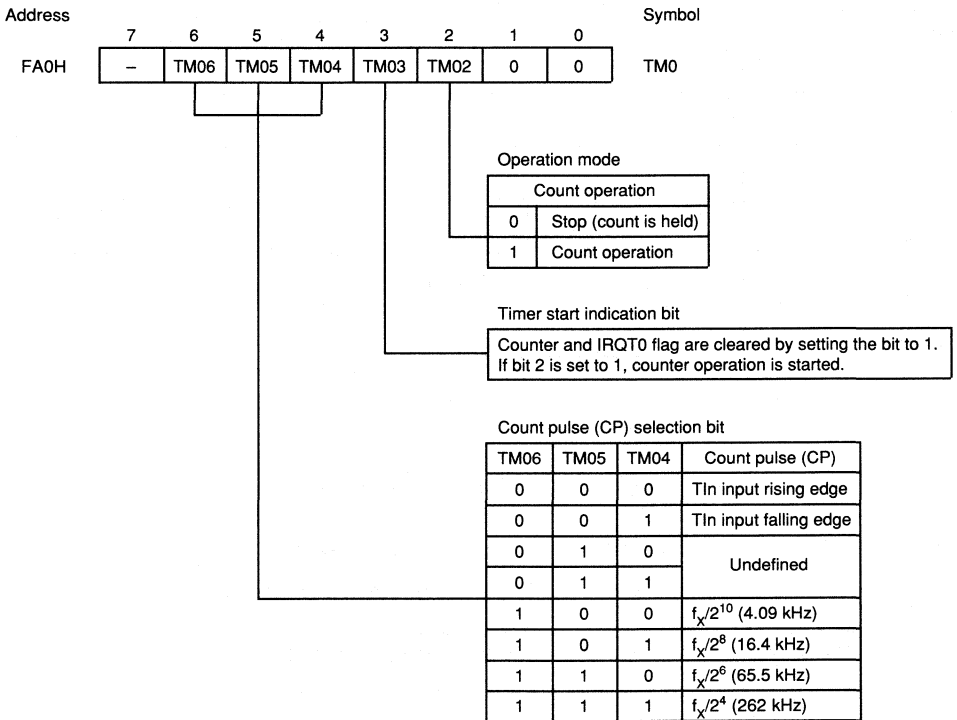 Address Symbol
7 6 5 4 3 2 1 0
FA0H – TM06 TM05 TM04 TM03 TM02 0 0 TM0
Operation mode
Count operation
0 Stop (count is held)
1 Count operation
Timer start indication bit
Counter and IRQT0 flag are cleared by setting the bit to 1.
If bit 2 is set to 1, counter operation is started.
Count pulse (CP) selection bit
TM06 TM05 TM04 Count pulse (CP)
0 0 0 TIn input rising edge
0 0 1 TIn input falling edge
0 1 0 Undefined
0 1 1
1 0 0 fX/2^10 (4.09 kHz)
1 0 1 fX/2^8 (16.4 kHz)
1 1 0 fX/2^6 (65.5 kHz)
1 1 1 fX/2^4 (262 kHz)